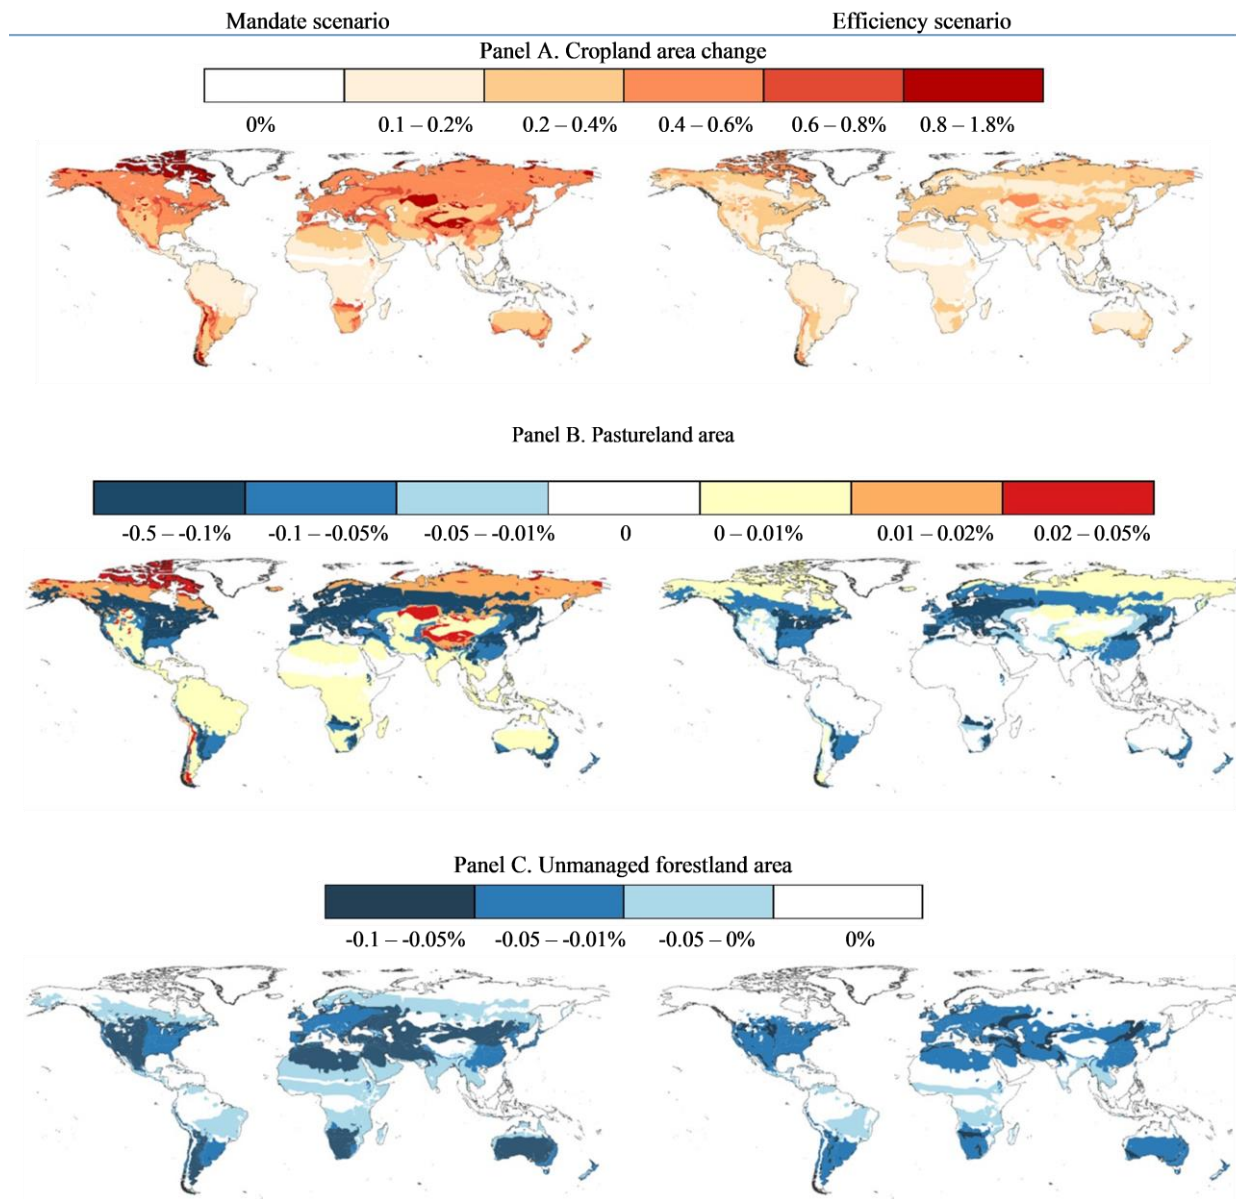 Mandate scenario Efficiency scenario
Panel A. Cropland area change
0% 0.1 – 0.2% 0.2 – 0.4% 0.4 – 0.6% 0.6 – 0.8% 0.8 – 1.8%
Panel B. Pastureland area
-0.5 – -0.1% -0.1 – -0.05% -0.05 – -0.01% 0 0 – 0.01% 0.01 – 0.02% 0.02 – 0.05%
Panel C. Unmanaged forestland area
-0.1 – -0.05% -0.05 – -0.01% -0.05 – 0% 0%